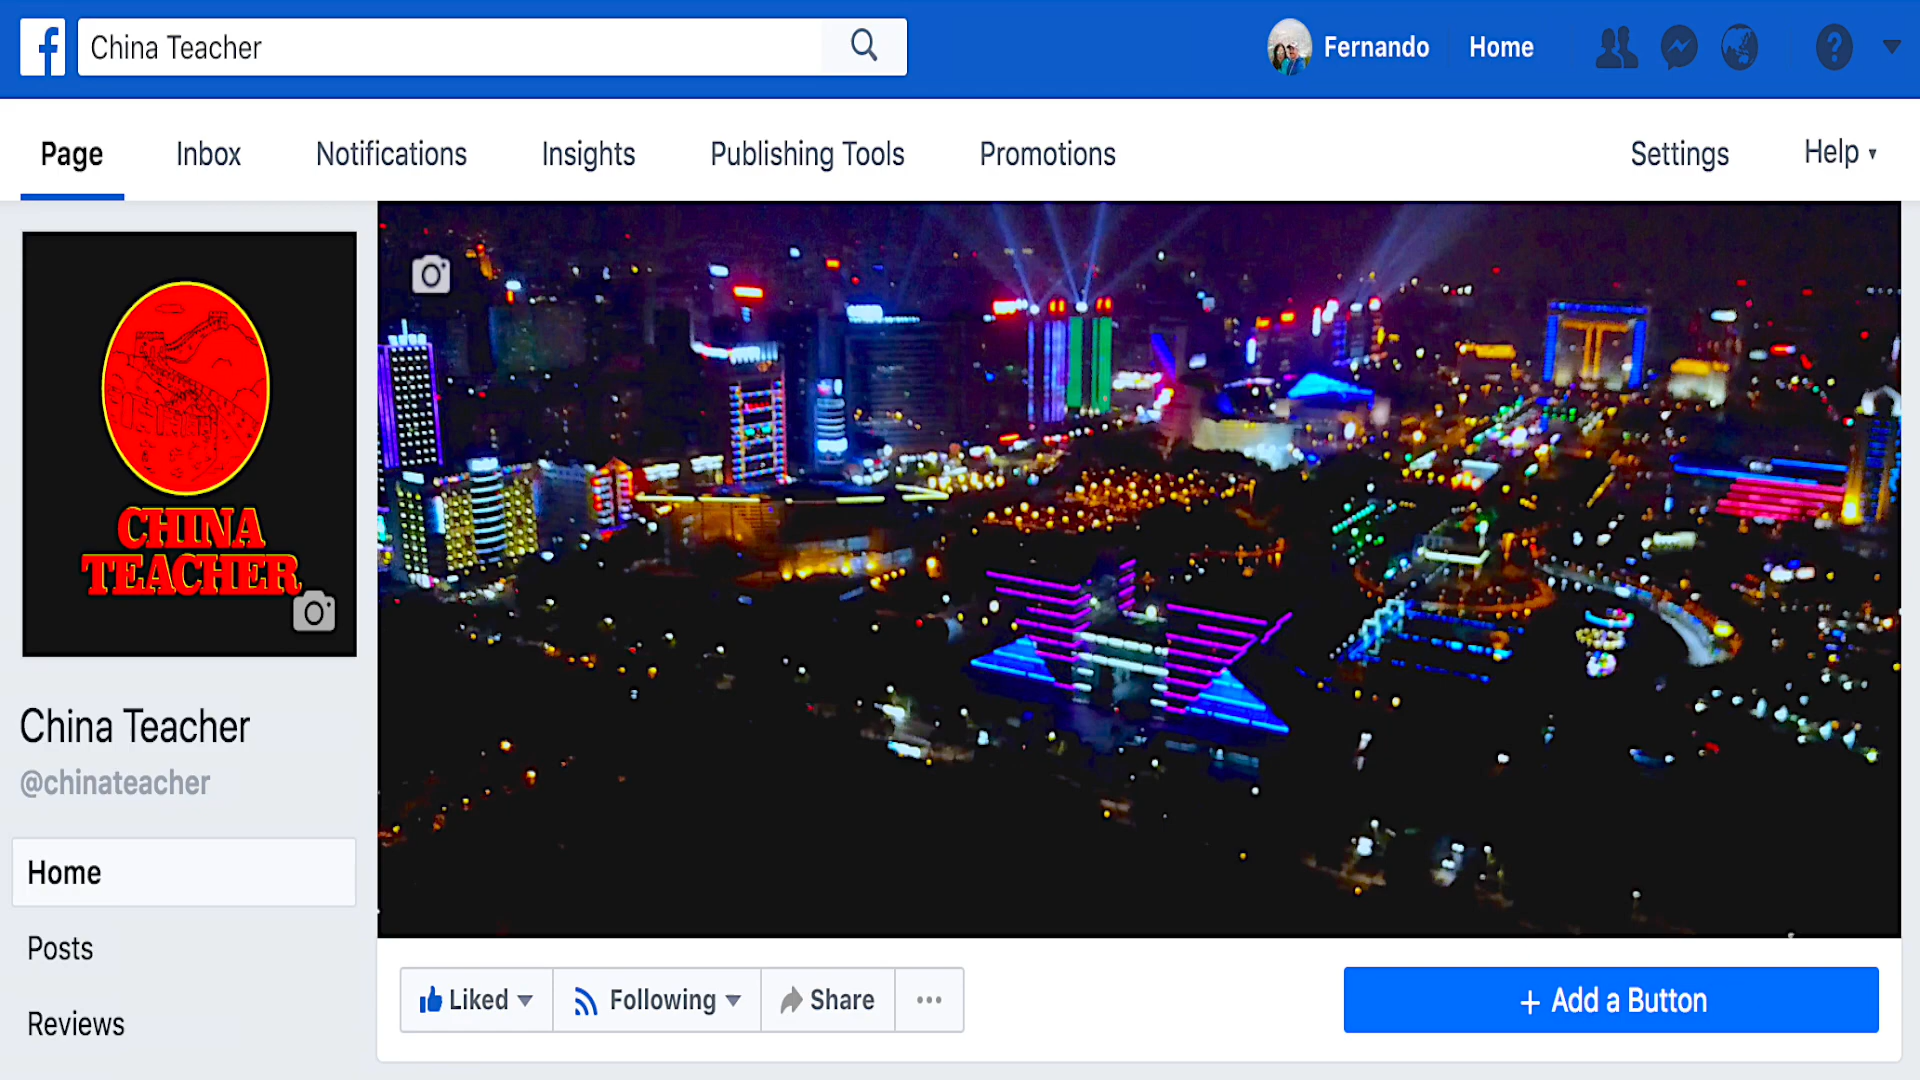 China Teacher
Fernando
Home
Page
Inbox
Notifications
Insights
Publishing Tools
Promotions
Settings
Help
CHINA
TEACHER
China Teacher
@chinateacher
Home
Posts
Reviews
Liked
Following
Share
+ Add a Button